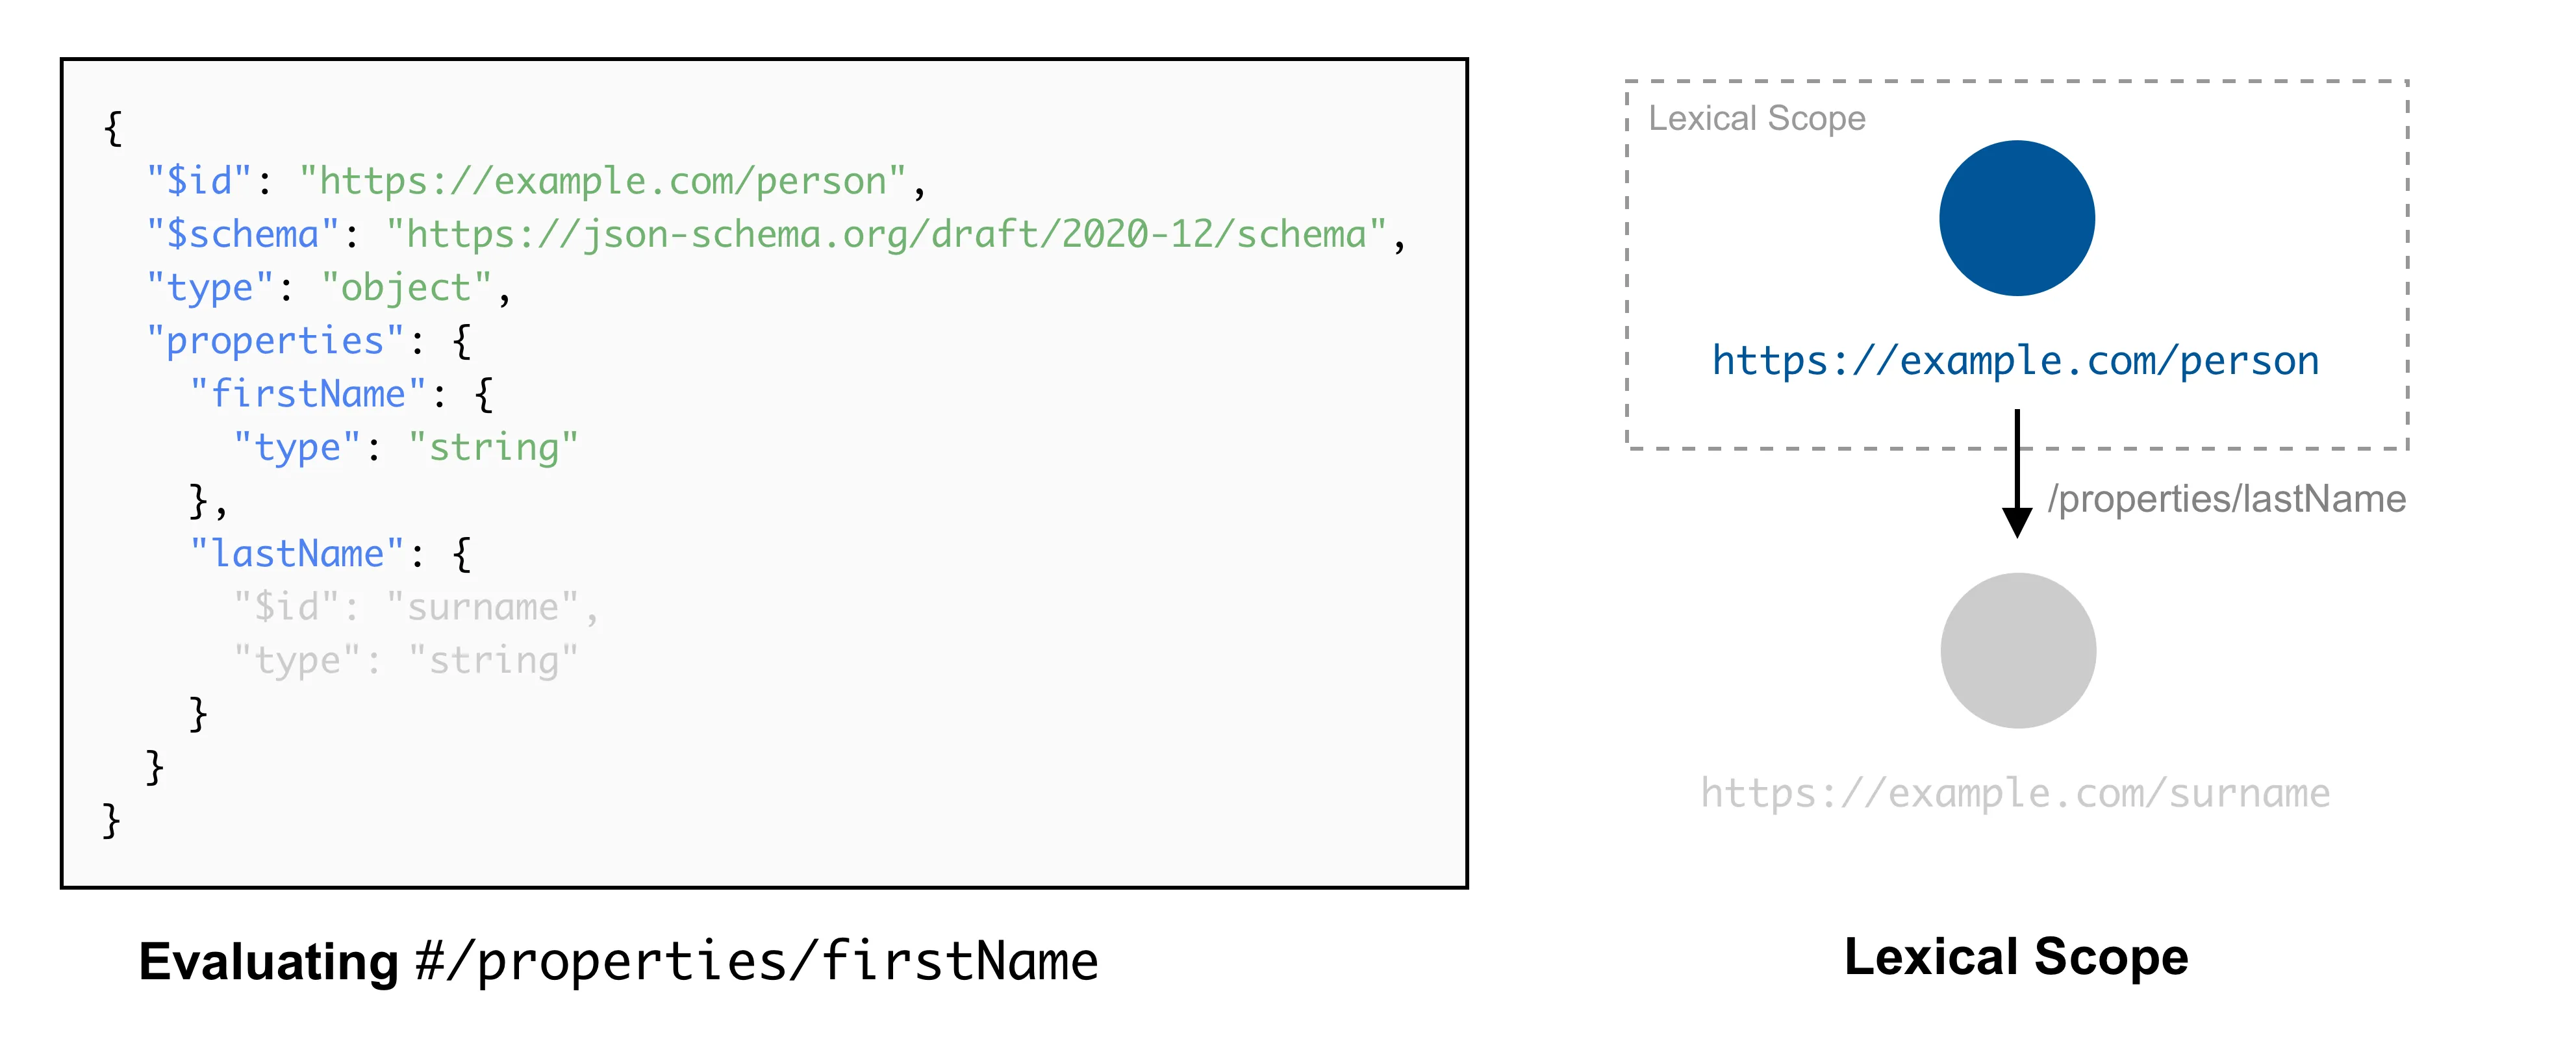 {
  "$id": "https://example.com/person",
  "$schema": "https://json-schema.org/draft/2020-12/schema",
  "type": "object",
  "properties": {
    "firstName": {
      "type": "string"
    },
    "lastName": {
      "$id": "surname",
      "type": "string"
    }
  }
}
Evaluating #/properties/firstName
Lexical Scope
https://example.com/person
/properties/lastName
https://example.com/surname
Lexical Scope